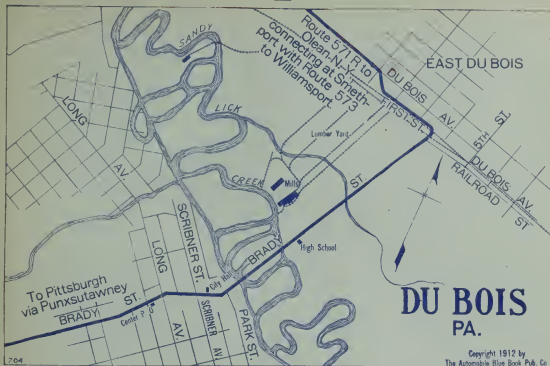 SANDY
Route 571 R to
Olean-N-Y-
connecting at Smeth-
port with Route 573
to Williamsport
EAST DU BOIS
DU BOIS
AV.
FIRST ST.
5TH ST.
DU BOIS
AV.
RAILROAD
ST
LONG
AV.
LICK
Lumber Yard
CREEK
Mills
ST.
BRADY
High School
SCRIBNER ST.
LONG
AV.
City Hall
SCRIBNER
AV.
PARK ST.
To Pittsburgh
via Punxsutawney
BRADY ST.
Center P. O.
DU BOIS
PA.
Copyright 1912 by
The Automobile Blue Book Pub. Co
704